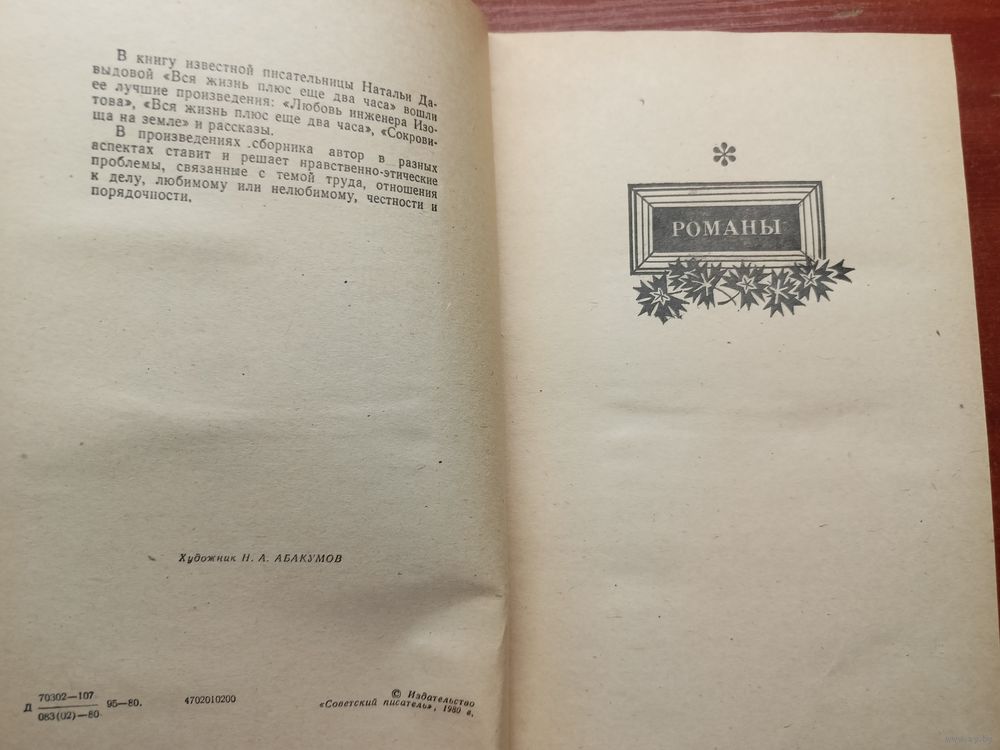 В книгу известной писательницы Натальи Да-
выдовой «Вся жизнь плюс еще два часа» вошли
ее лучшие произведения: «Любовь инженера Изо-
това», «Вся жизнь плюс еще два часа», «Сокрови-
ща на земле» и рассказы.
В произведениях сборника автор в разных
аспектах ставит и решает нравственно-этические
проблемы, связанные с темой труда, отношения
к делу, любимому или нелюбимому, честности и
порядочности.
Художник Н. А. АБАКУМОВ
Д 70302—107
083(02)—80
95—80. 4702010200
© Издательство
«Советский писатель», 1980 г.
РОМАНЫ